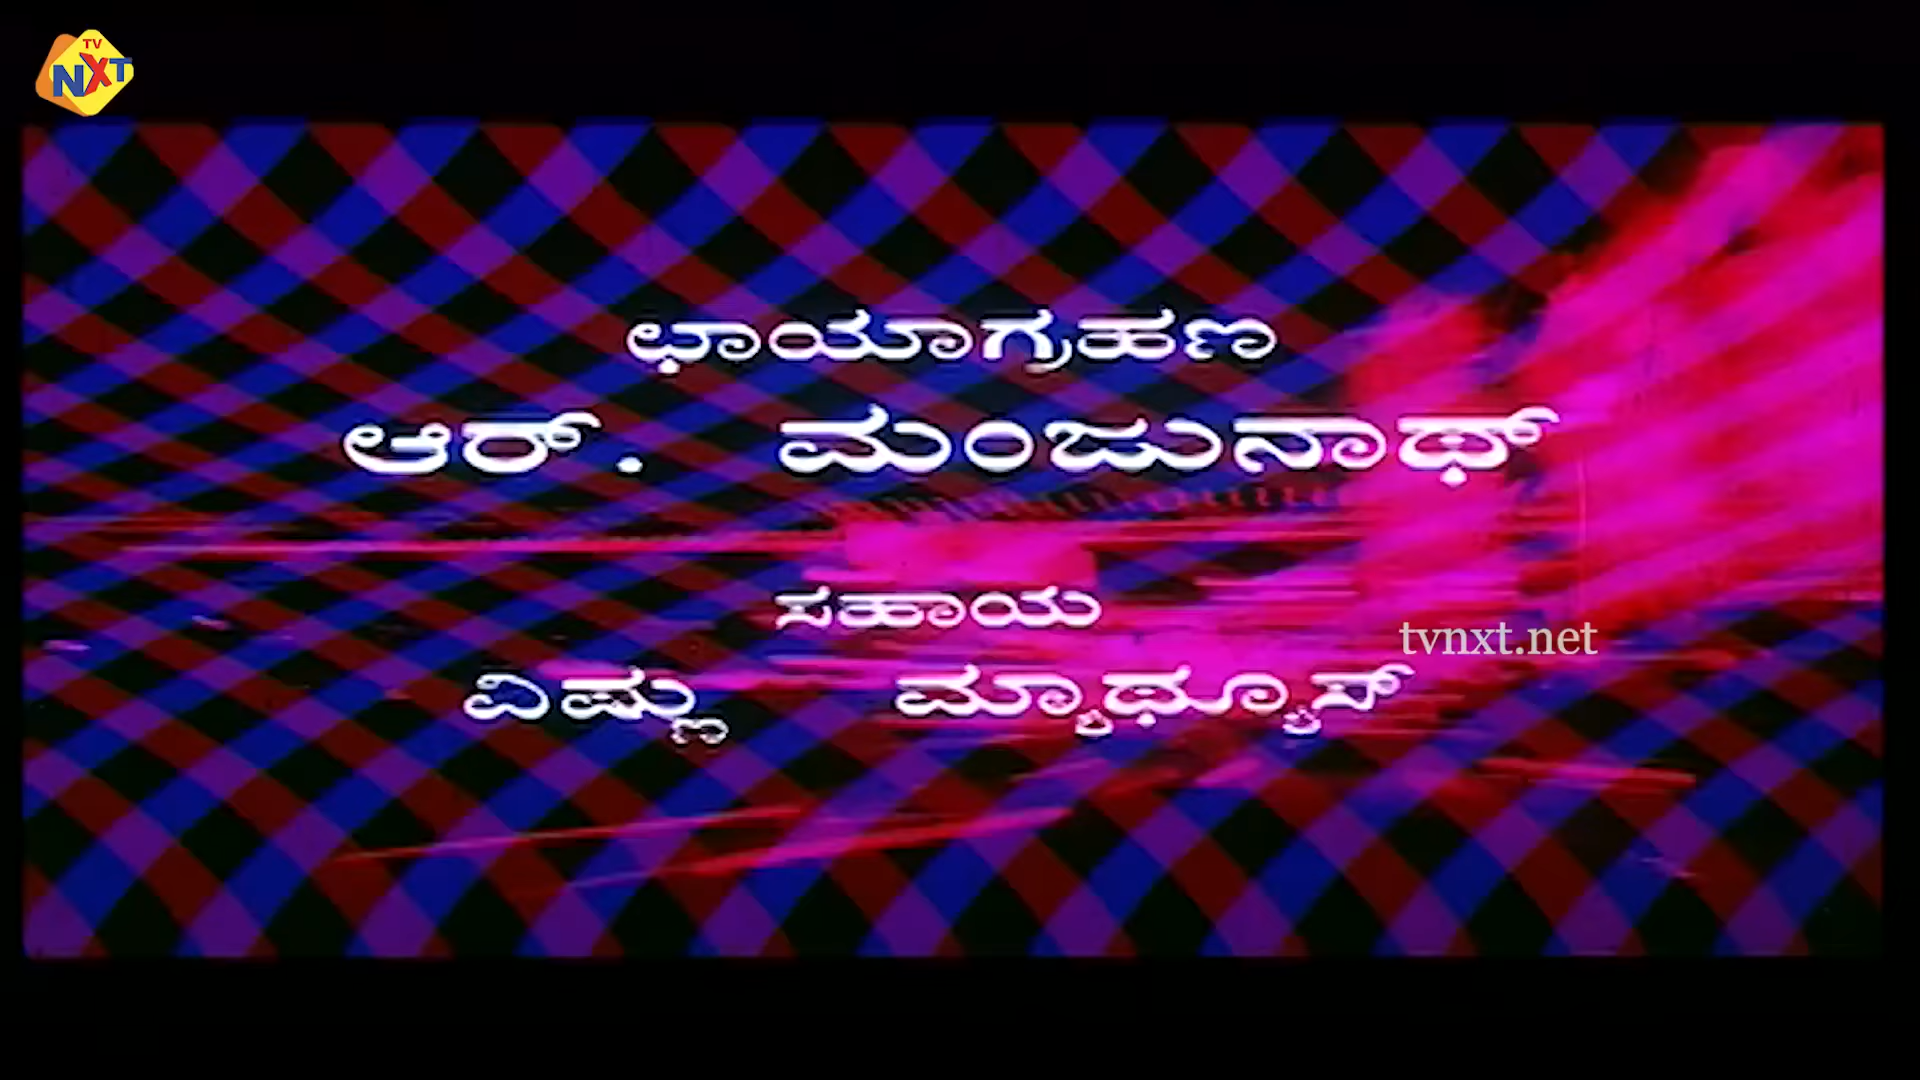 TV
NXT
ಛಾಯಾಗ್ರಹಣ
ಆರ್. ಮಂಜುನಾಥ್
ಸಹಾಯ
tvnxt.net
ವಿಷ್ಣು ಮ್ಯಾಥ್ಯೂಸ್